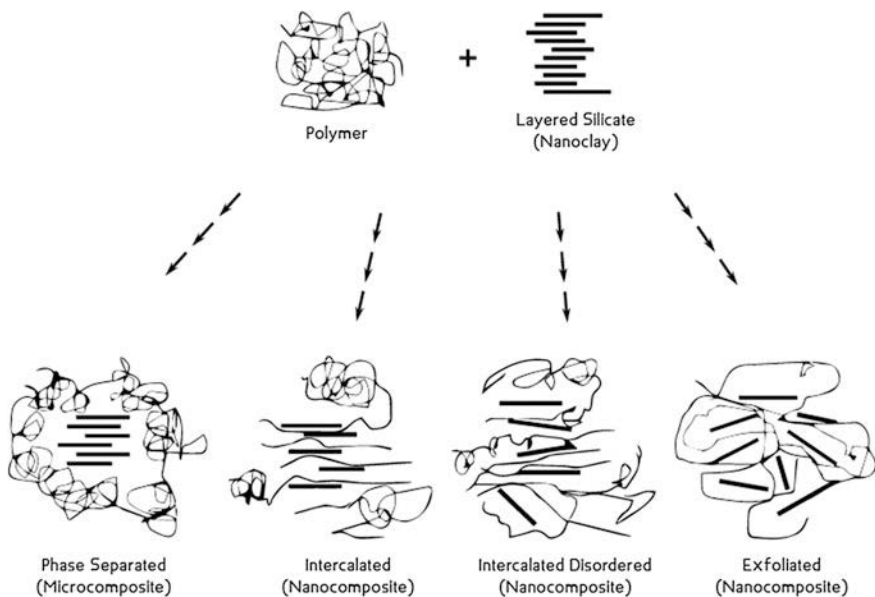 +
Polymer
Layered Silicate
(Nanoclay)
Phase Separated
(Microcomposite)
Intercalated
(Nanocomposite)
Intercalated Disordered
(Nanocomposite)
Exfoliated
(Nanocomposite)